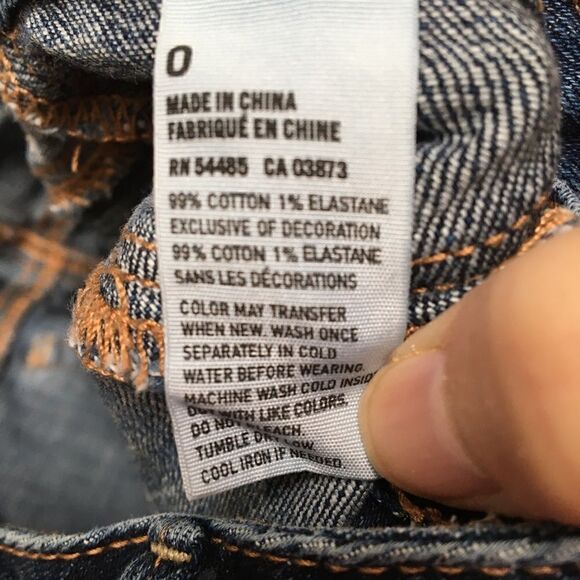 0
MADE IN CHINA
FABRIQUÉ EN CHINE
RN 54485 CA 03873
99% COTTON 1% ELASTANE
EXCLUSIVE OF DECORATION
99% COTON 1% ELASTANE
SANS LES DÉCORATIONS
COLOR MAY TRANSFER
WHEN NEW. WASH ONCE
SEPARATELY IN COLD
WATER BEFORE WEARING.
MACHINE WASH COLD INSIDE
WITH LIKE COLORS.
DO NOT
TUMBLE DRY LOW
COOL IRON IF NEEDED.